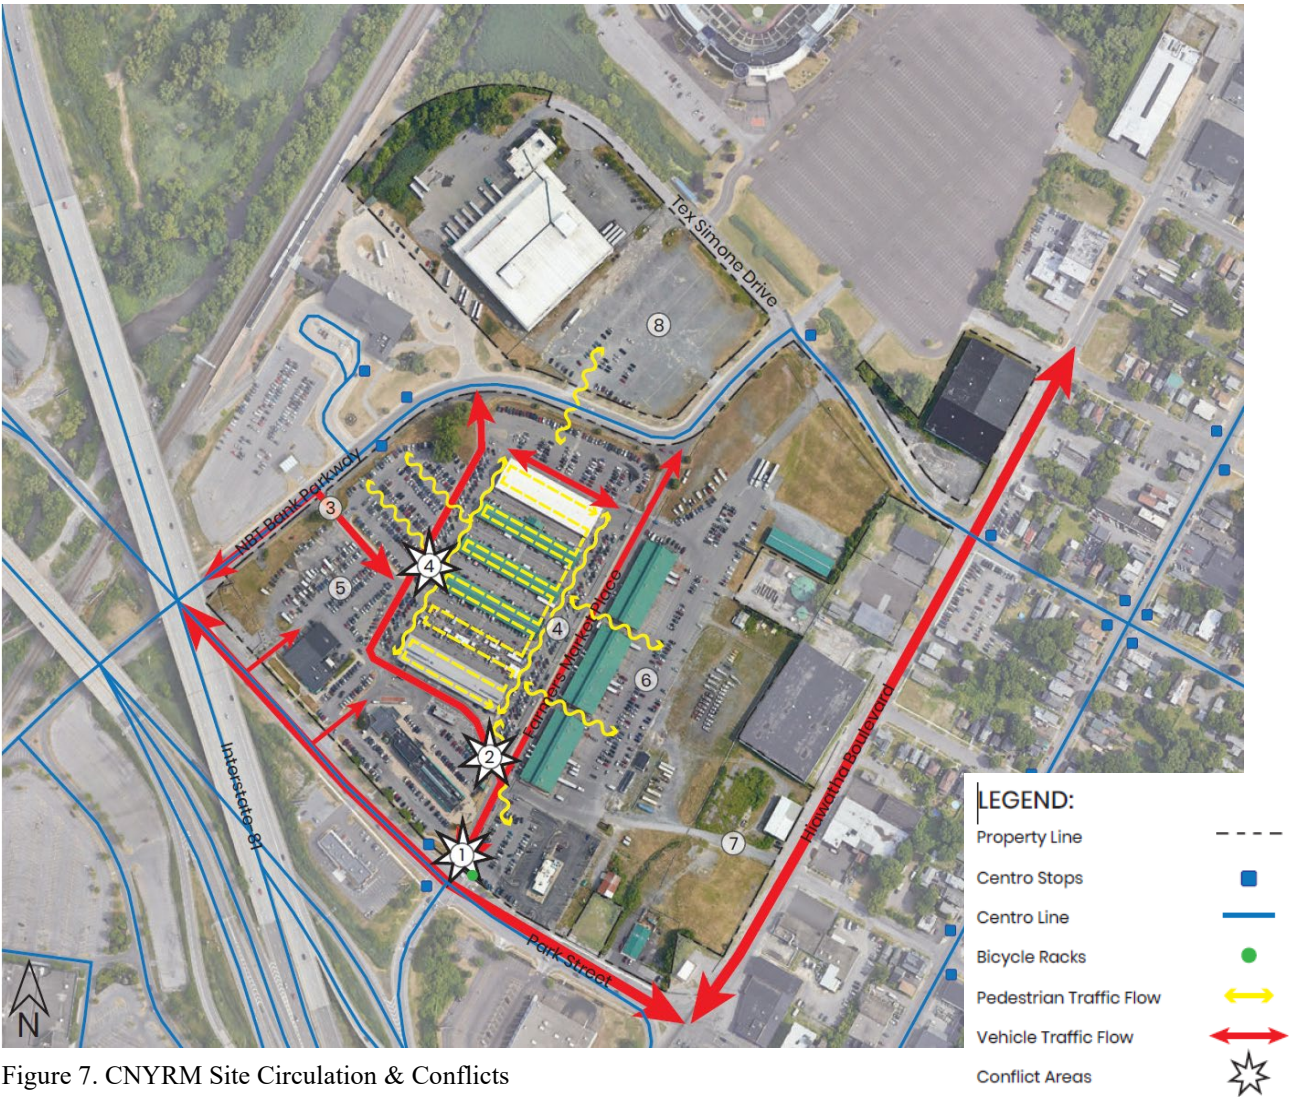 Tex Simone Drive
8
NBT Bank Parkway
3
4
5
4
Farmers Market Place
6
2
Hiawatha Boulevard
Interstate 81
1
7
Park Street
N
LEGEND:
Property Line
Centro Stops
Centro Line
Bicycle Racks
Pedestrian Traffic Flow
Vehicle Traffic Flow
Conflict Areas
Figure 7. CNYRM Site Circulation & Conflicts